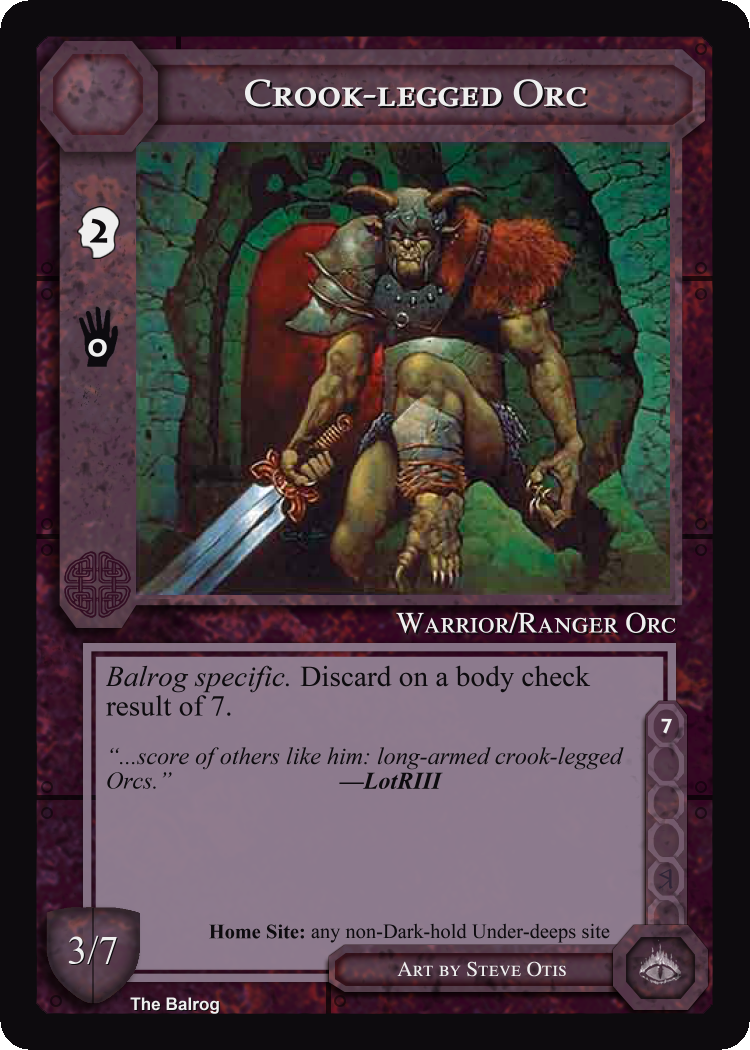 Crook-legged Orc
2
0
Warrior/Ranger Orc
Balrog specific. Discard on a body check
result of 7.
7
“...score of others like him: long-armed crook-legged
Orcs.” —LotRIII
Home Site: any non-Dark-hold Under-deeps site
3/7
Art by Steve Otis
The Balrog